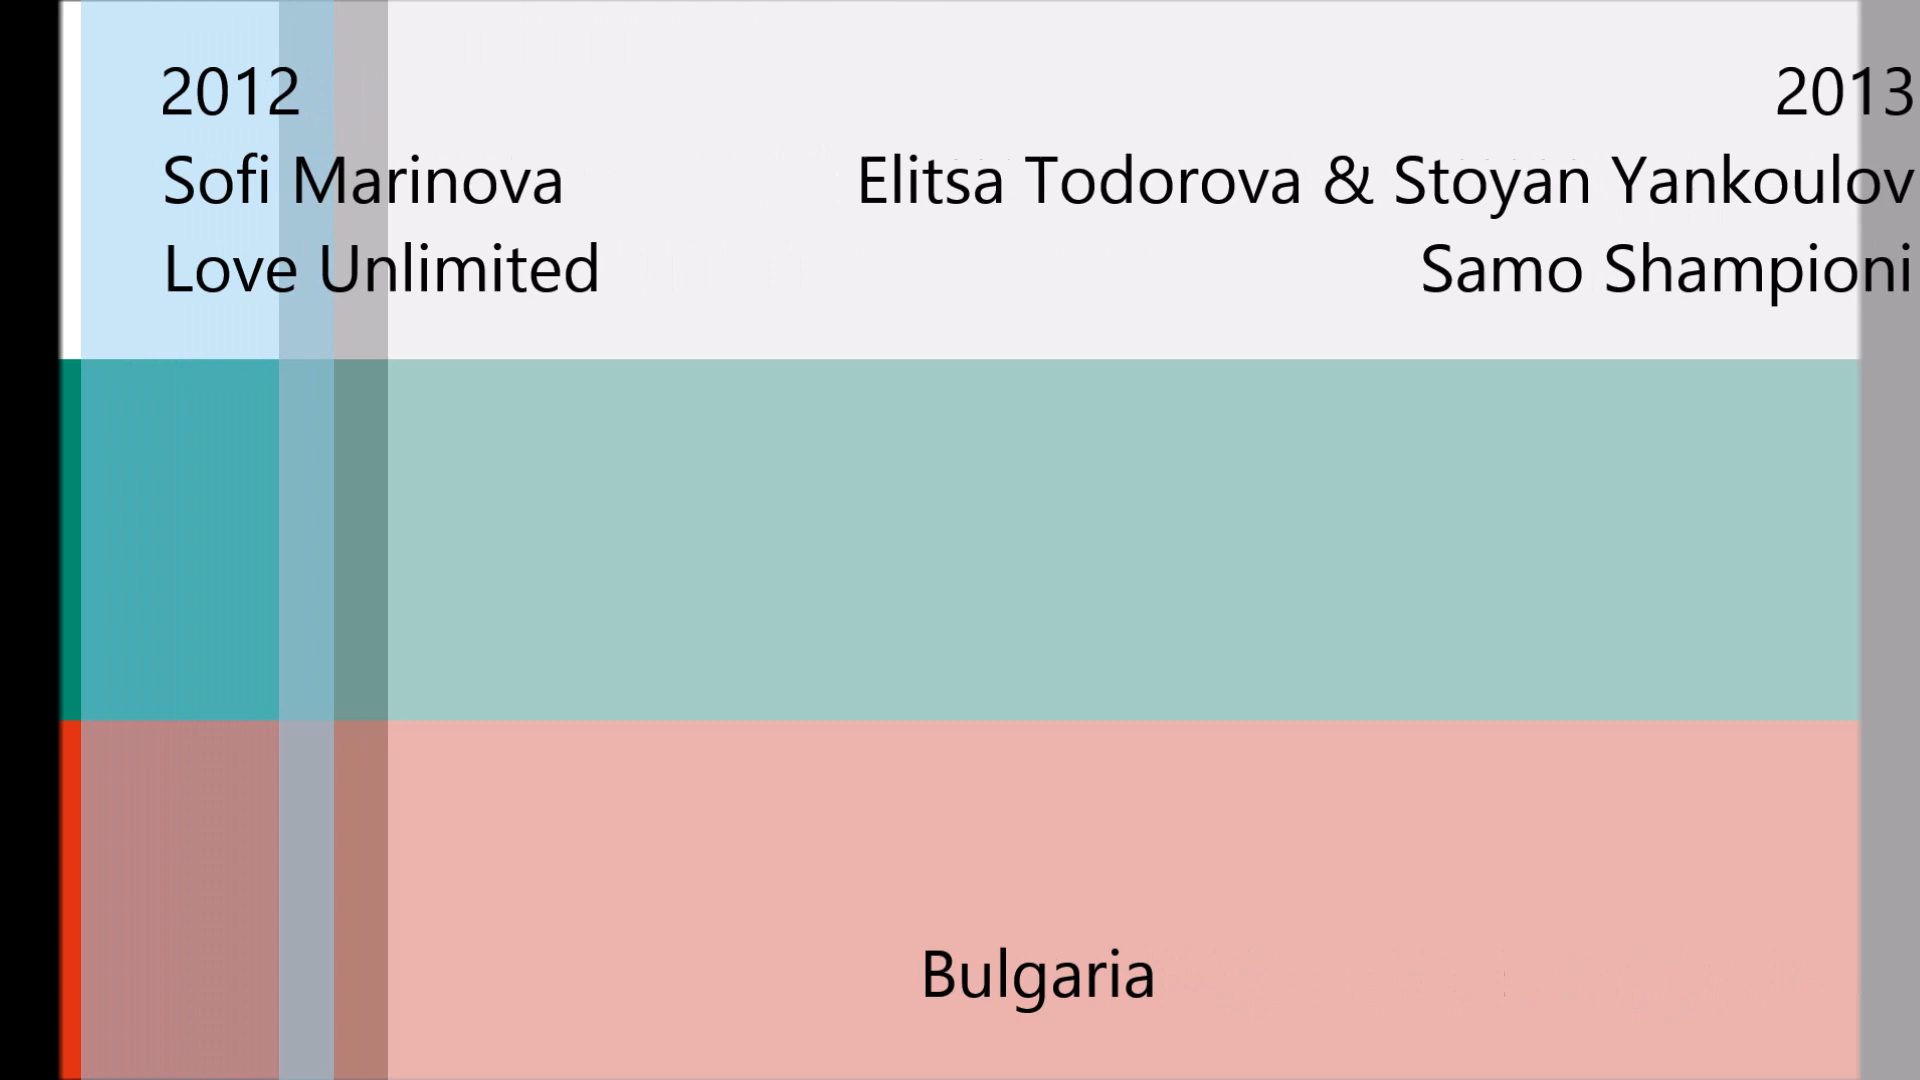 2012
Sofi Marinova
Love Unlimited
2013
Elitsa Todorova & Stoyan Yankoulov
Samo Shampioni
Bulgaria